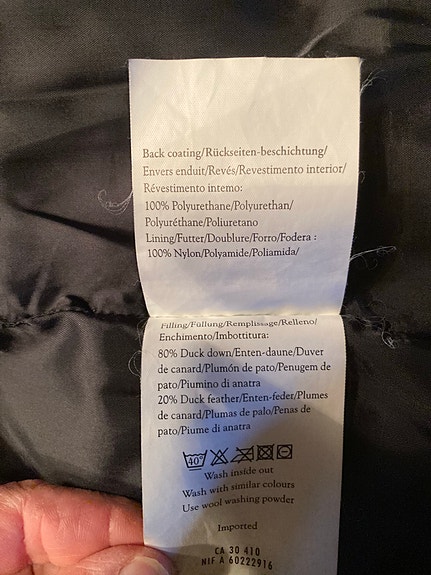 Back coating/Rückseiten-beschichtung/
Envers enduit/Revés/Revestimento interior/
Révestimento intemo:
100% Polyurethane/Polyurethan/
Polyuréthane/Poliuretano
Lining/Futter/Doublure/Forro/Fodera :
100% Nylon/Polyamide/Poliamida/
Filling/Füllung/Remplissage/Relleno/
Enchimento/Imbottitura:
80% Duck down/Enten-daune/Duver
de canard/Plumón de pato/Penugem de
pato/Piumino di anatra
20% Duck feather/Enten-feder/Plumes
de canard/Plumas de palo/Penas de
pato/Piume di anatra
40°
Wash inside out
Wash with similar colours
Use wool washing powder
Imported
CA 30 410
NIF A 60222916